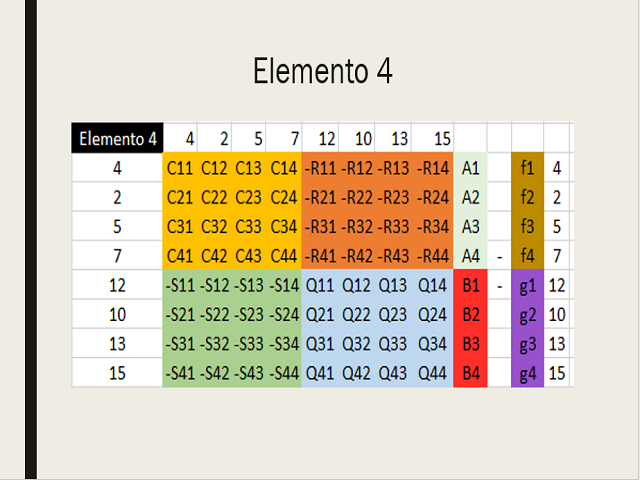 Elemento 4
Elemento 4 4 2 5 7 12 10 13 15
4 C11 C12 C13 C14 -R11 -R12 -R13 -R14 A1 f1 4
2 C21 C22 C23 C24 -R21 -R22 -R23 -R24 A2 f2 2
5 C31 C32 C33 C34 -R31 -R32 -R33 -R34 A3 f3 5
7 C41 C42 C43 C44 -R41 -R42 -R43 -R44 A4 - f4 7
12 -S11 -S12 -S13 -S14 Q11 Q12 Q13 Q14 B1 - g1 12
10 -S21 -S22 -S23 -S24 Q21 Q22 Q23 Q24 B2 g2 10
13 -S31 -S32 -S33 -S34 Q31 Q32 Q33 Q34 B3 g3 13
15 -S41 -S42 -S43 -S44 Q41 Q42 Q43 Q44 B4 g4 15